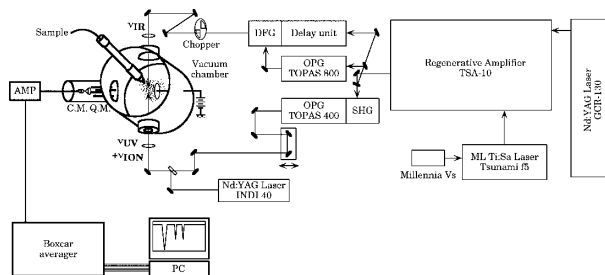 νIR
Sample
Chopper
DFG
Delay unit
Vacuum
chamber
OPG
TOPAS 800
Regenerative Amplifier
TSA-10
Nd:YAG Laser
GCR-130
AMP
C.M. Q.M.
OPG
TOPAS 400
SHG
νUV
+νION
Millennia Vs
ML Ti:Sa Laser
Tsunami f5
Nd:YAG Laser
INDI 40
Boxcar
averager
PC